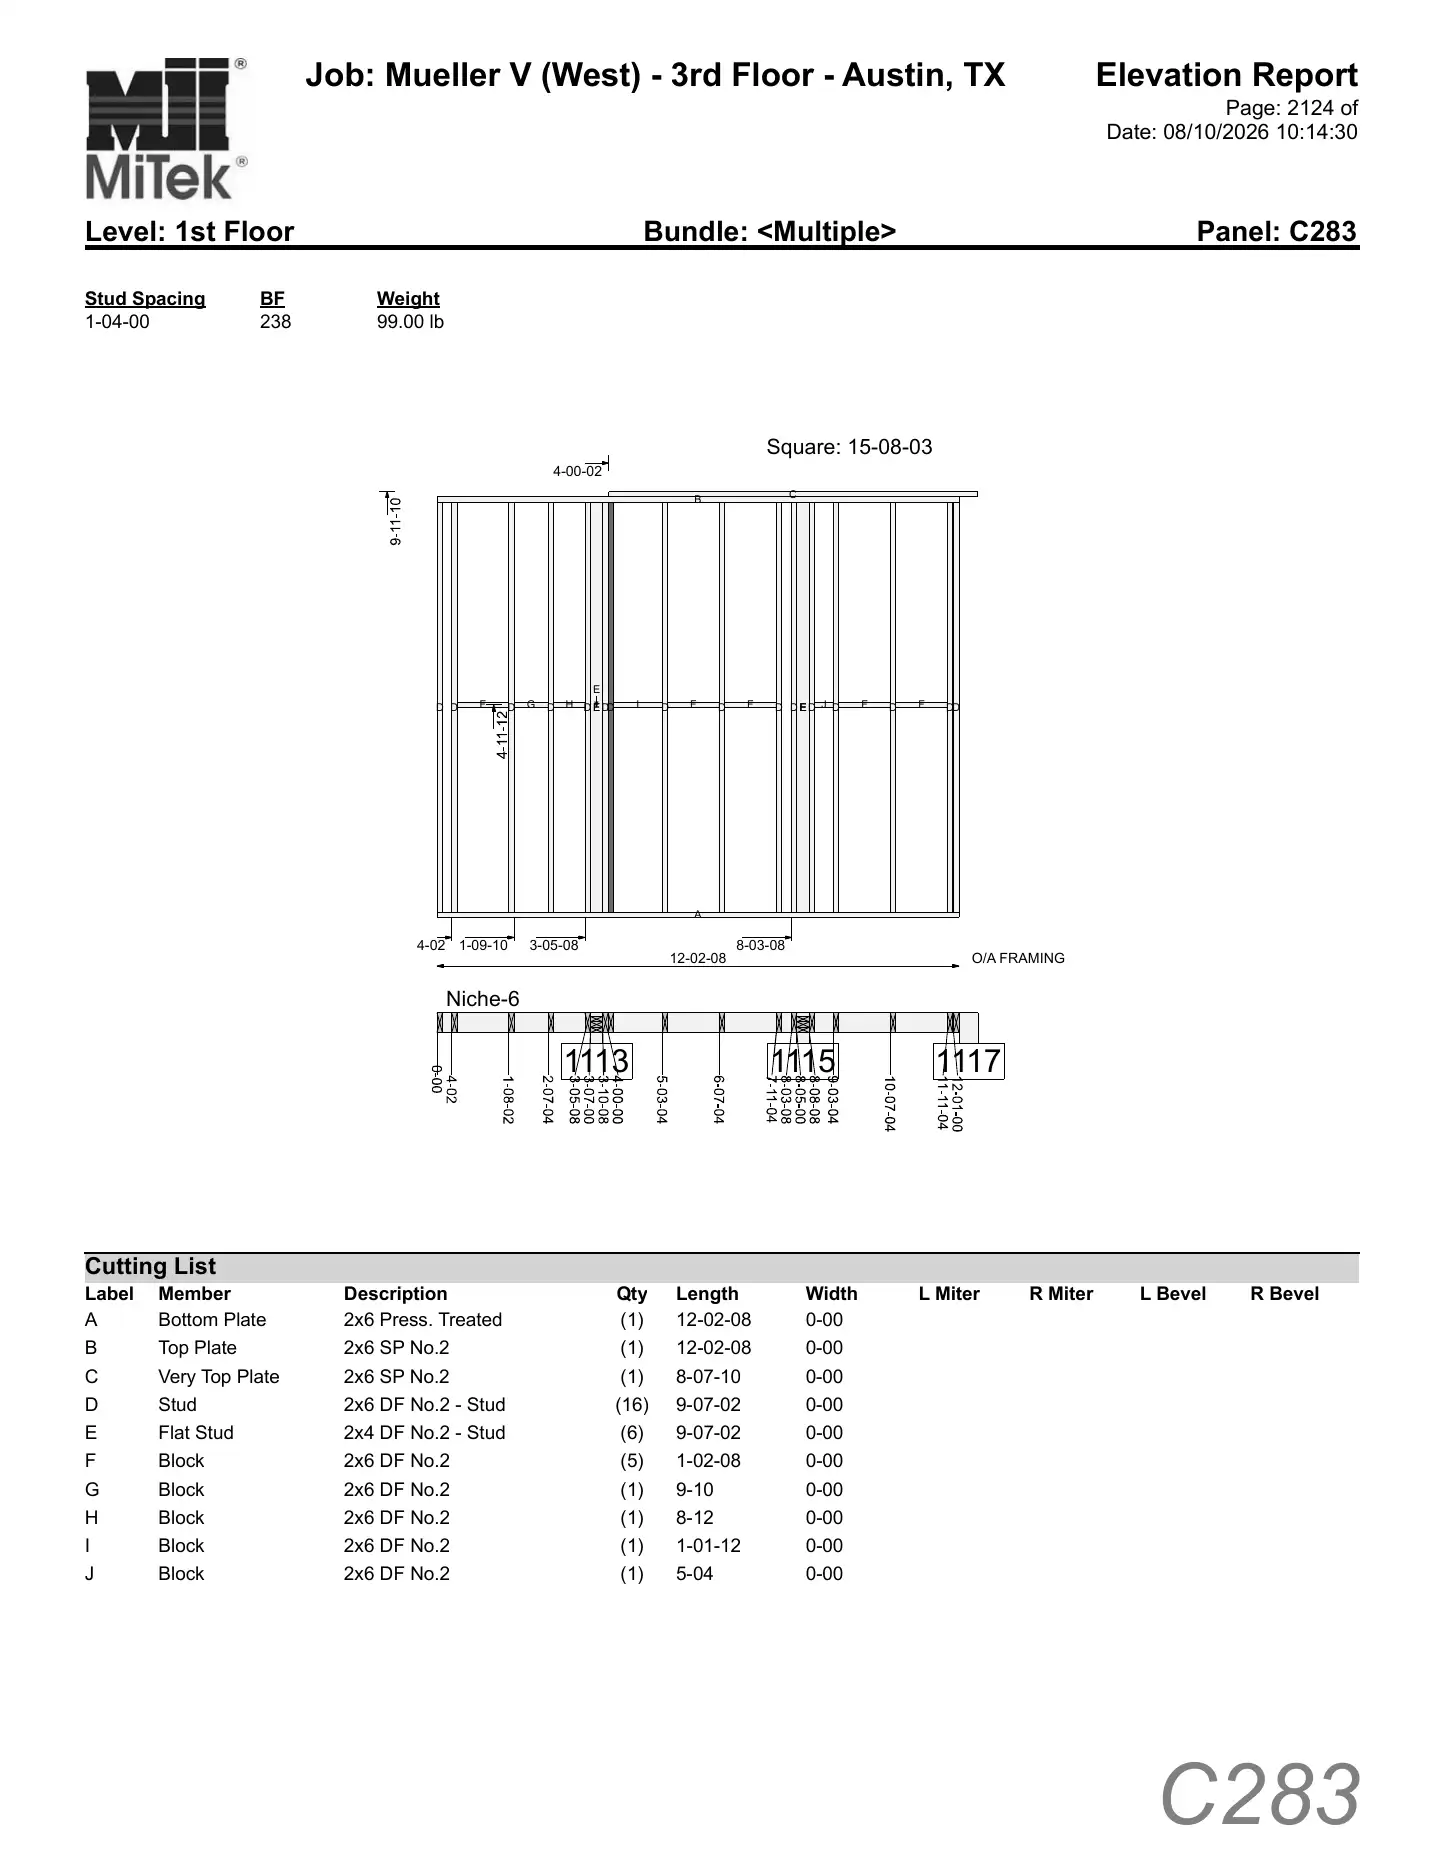 Job: Mueller V (West) - 3rd Floor - Austin, TX
Elevation Report
Page: 2124 of
Date: 08/10/2026 10:14:30
MiTek®
Level: 1st Floor Bundle: <Multiple> Panel: C283
Stud Spacing BF Weight
1-04-00 238 99.00 lb
Square: 15-08-03
4-00-02
9-11-10
B C
E
F G H E I F F E J F F
D D D D D D D D D D D D D D D D
4-11-12
A
4-02 1-09-10 3-05-08 8-03-08
12-02-08 O/A FRAMING
Niche-6
1113 1115 1117
0-00 4-02 1-08-02 2-07-04 3-05-08 3-07-00 3-10-08 4-00-00 5-03-04 6-07-04 7-11-04 8-03-08 8-05-00 8-08-08 9-03-04 10-07-04 11-11-04 12-01-00
Cutting List
Label Member Description Qty Length Width L Miter R Miter L Bevel R Bevel
A Bottom Plate 2x6 Press. Treated (1) 12-02-08 0-00
B Top Plate 2x6 SP No.2 (1) 12-02-08 0-00
C Very Top Plate 2x6 SP No.2 (1) 8-07-10 0-00
D Stud 2x6 DF No.2 - Stud (16) 9-07-02 0-00
E Flat Stud 2x4 DF No.2 - Stud (6) 9-07-02 0-00
F Block 2x6 DF No.2 (5) 1-02-08 0-00
G Block 2x6 DF No.2 (1) 9-10 0-00
H Block 2x6 DF No.2 (1) 8-12 0-00
I Block 2x6 DF No.2 (1) 1-01-12 0-00
J Block 2x6 DF No.2 (1) 5-04 0-00
C283